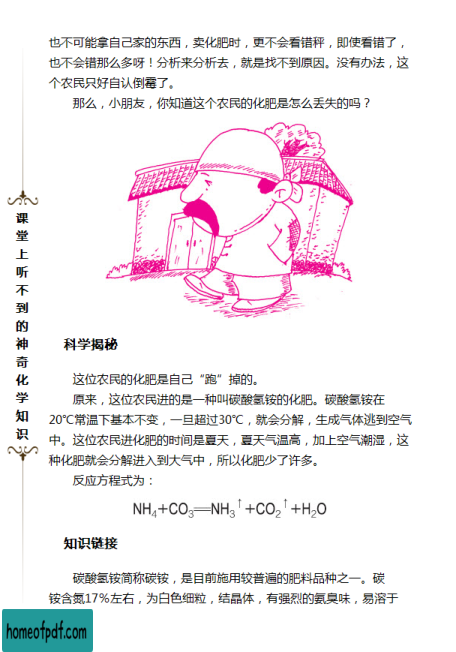 也不可能拿自己家的东西，卖化肥时，更不会看错秤，即使看错了，
也不会错那么多呀！分析来分析去，就是找不到原因。没有办法，这
个农民只好自认倒霉了。
那么，小朋友，你知道这个农民的化肥是怎么丢失的吗？
课堂上听不到的神奇化学知识
科学揭秘
这位农民的化肥是自己“跑”掉的。
原来，这位农民进的是一种叫碳酸氢铵的化肥。碳酸氢铵在
20℃常温下基本不变，一旦超过30℃，就会分解，生成气体逃到空气
中。这位农民进化肥的时间是夏天，夏天气温高，加上空气潮湿，这
种化肥就会分解进入到大气中，所以化肥少了许多。
反应方程式为：
NH₄+CO₃═NH₃↑+CO₂↑+H₂O
知识链接
碳酸氢铵简称碳铵，是目前施用较普遍的肥料品种之一。碳
铵含氮17%左右，为白色细粒，结晶体，有强烈的氨臭味，易溶于
homeofpdf.com